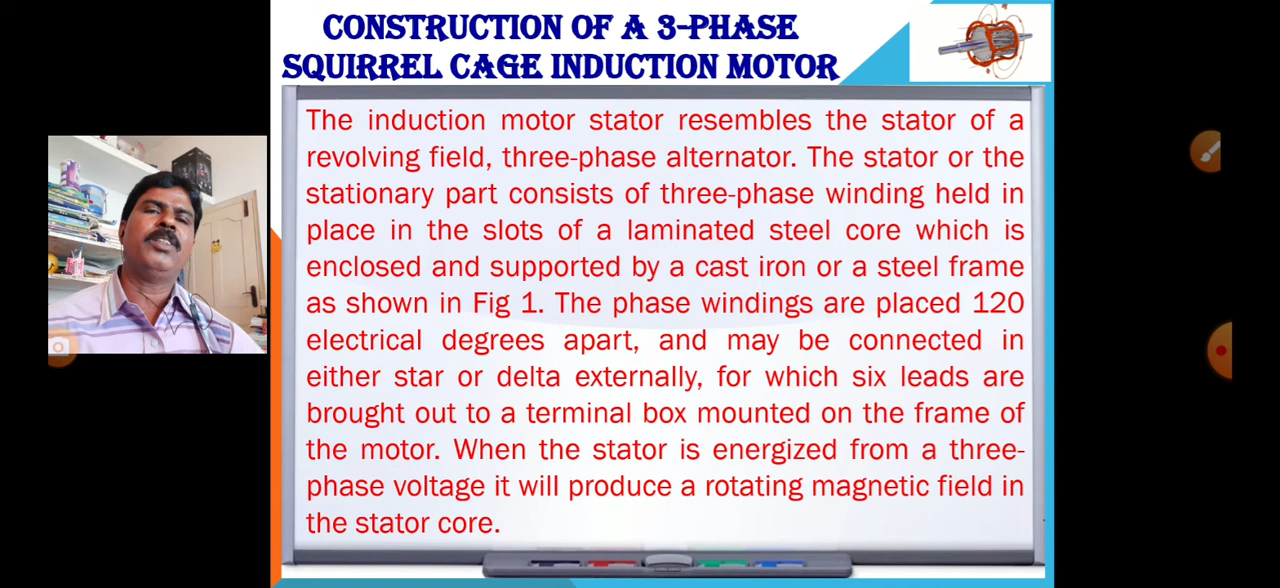 CONSTRUCTION OF A 3-PHASE
SQUIRREL CAGE INDUCTION MOTOR
The induction motor stator resembles the stator of a
revolving field, three-phase alternator. The stator or the
stationary part consists of three-phase winding held in
place in the slots of a laminated steel core which is
enclosed and supported by a cast iron or a steel frame
as shown in Fig 1. The phase windings are placed 120
electrical degrees apart, and may be connected in
either star or delta externally, for which six leads are
brought out to a terminal box mounted on the frame of
the motor. When the stator is energized from a three-
phase voltage it will produce a rotating magnetic field in
the stator core.